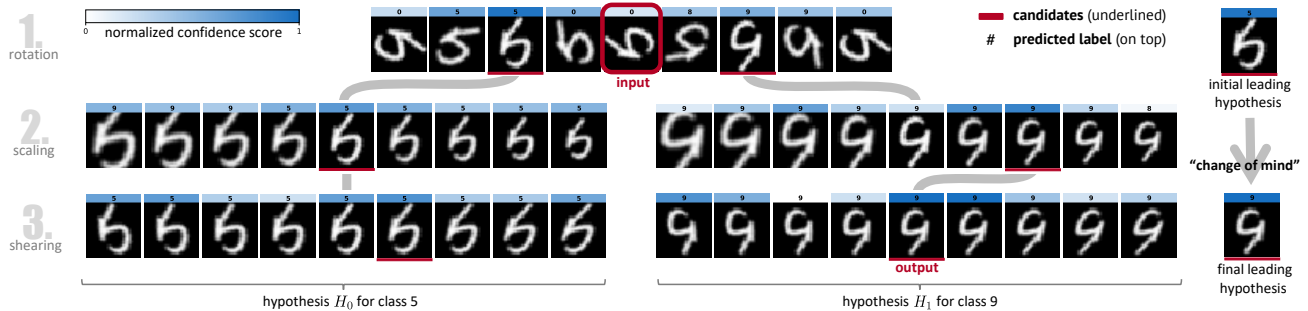 1.
rotation
0 1
normalized confidence score
0 5 5 0 0 8 9 9 0
input
candidates (underlined)
# predicted label (on top)
5
initial leading
hypothesis
2.
scaling
9 9 9 5 5 5 5 5 5
9 9 9 9 9 9 9 9 8
“change of mind”
3.
shearing
5 5 5 5 5 5 5 5 5
9 9 9 9 9 9 9 9 9
output
9
final leading
hypothesis
hypothesis H₀ for class 5
hypothesis H₁ for class 9